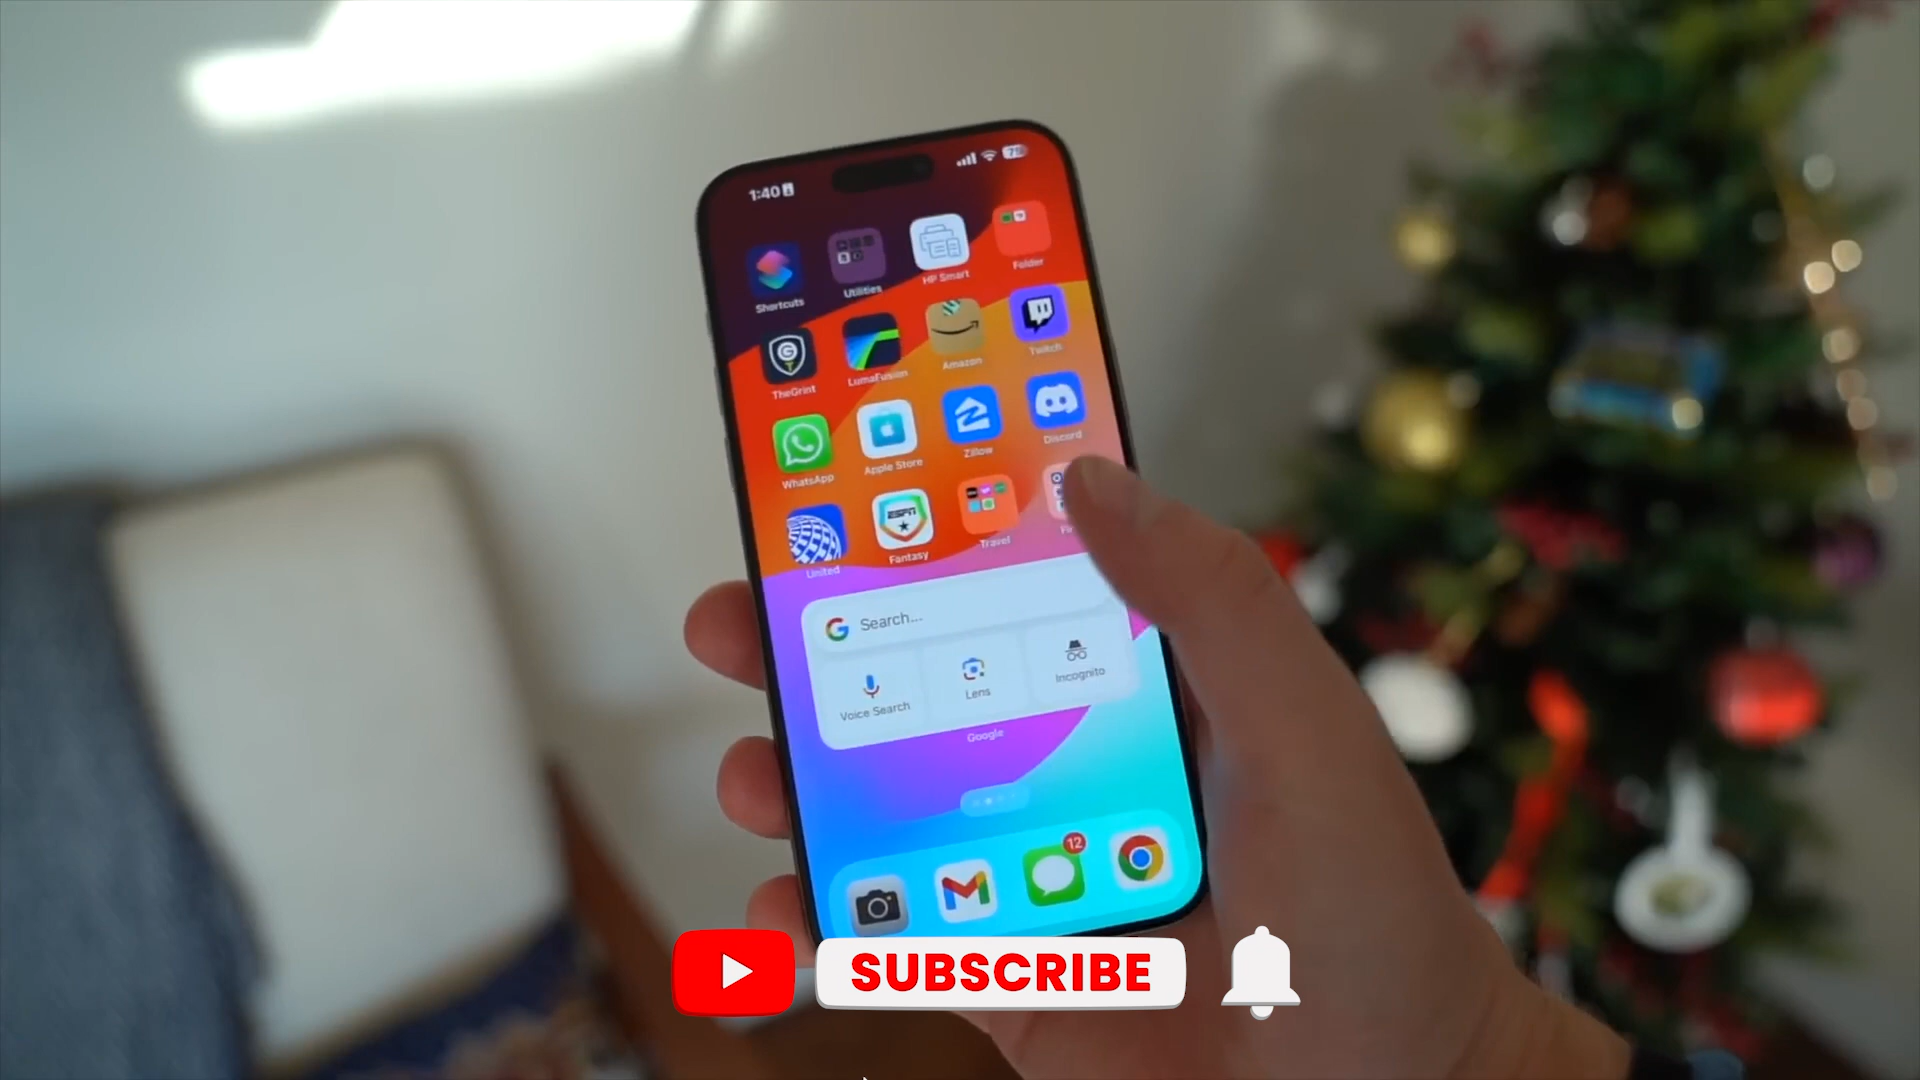 1:40
79
Shortcuts
Utilities
HP Smart
Folder
TheGrint
LumaFusion
Amazon
Twitch
WhatsApp
Apple Store
Zillow
Discord
United
ESPN
Fantasy
Travel
Search...
Voice Search
Lens
Incognito
Google
12
SUBSCRIBE